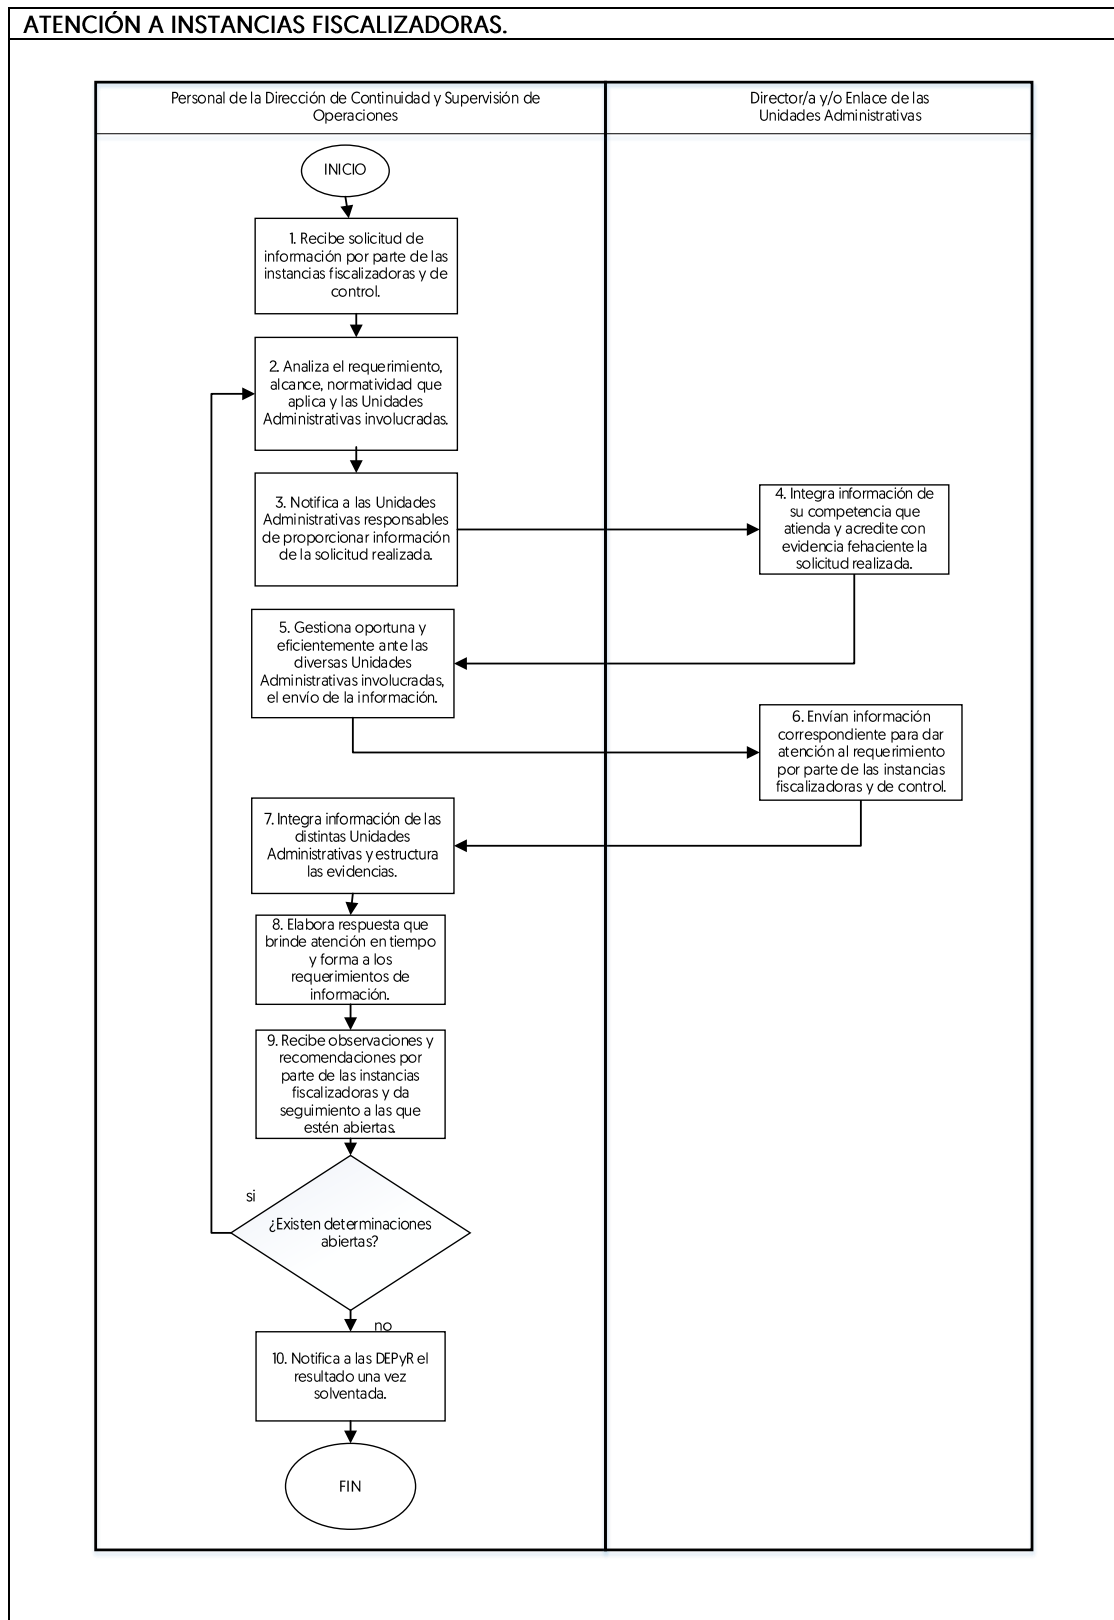 ATENCIÓN A INSTANCIAS FISCALIZADORAS.
Personal de la Dirección de Continuidad y Supervisión de
Operaciones
Director/a y/o Enlace de las
Unidades Administrativas
INICIO
1. Recibe solicitud de
información por parte de las
instancias fiscalizadoras y de
control.
2. Analiza el requerimiento,
alcance, normatividad que
aplica y las Unidades
Administrativas involucradas.
3. Notifica a las Unidades
Administrativas responsables
de proporcionar información
de la solicitud realizada.
4. Integra información de
su competencia que
atienda y acredite con
evidencia fehaciente la
solicitud realizada.
5. Gestiona oportuna y
eficientemente ante las
diversas Unidades
Administrativas involucradas,
el envío de la información.
6. Envían información
correspondiente para dar
atención al requerimiento
por parte de las instancias
fiscalizadoras y de control.
7. Integra información de las
distintas Unidades
Administrativas y estructura
las evidencias.
8. Elabora respuesta que
brinde atención en tiempo
y forma a los
requerimientos de
información.
9. Recibe observaciones y
recomendaciones por
parte de las instancias
fiscalizadoras y da
seguimiento a las que
estén abiertas.
si
¿Existen determinaciones
abiertas?
no
10. Notifica a las DEPyR el
resultado una vez
solventada.
FIN